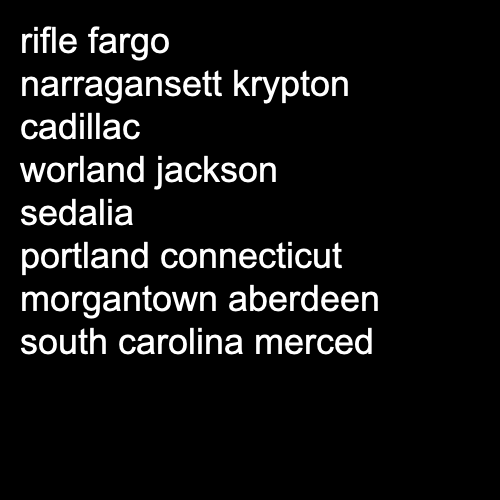 rifle fargo
narragansett krypton
cadillac
worland jackson
sedalia
portland connecticut
morgantown aberdeen
south carolina merced